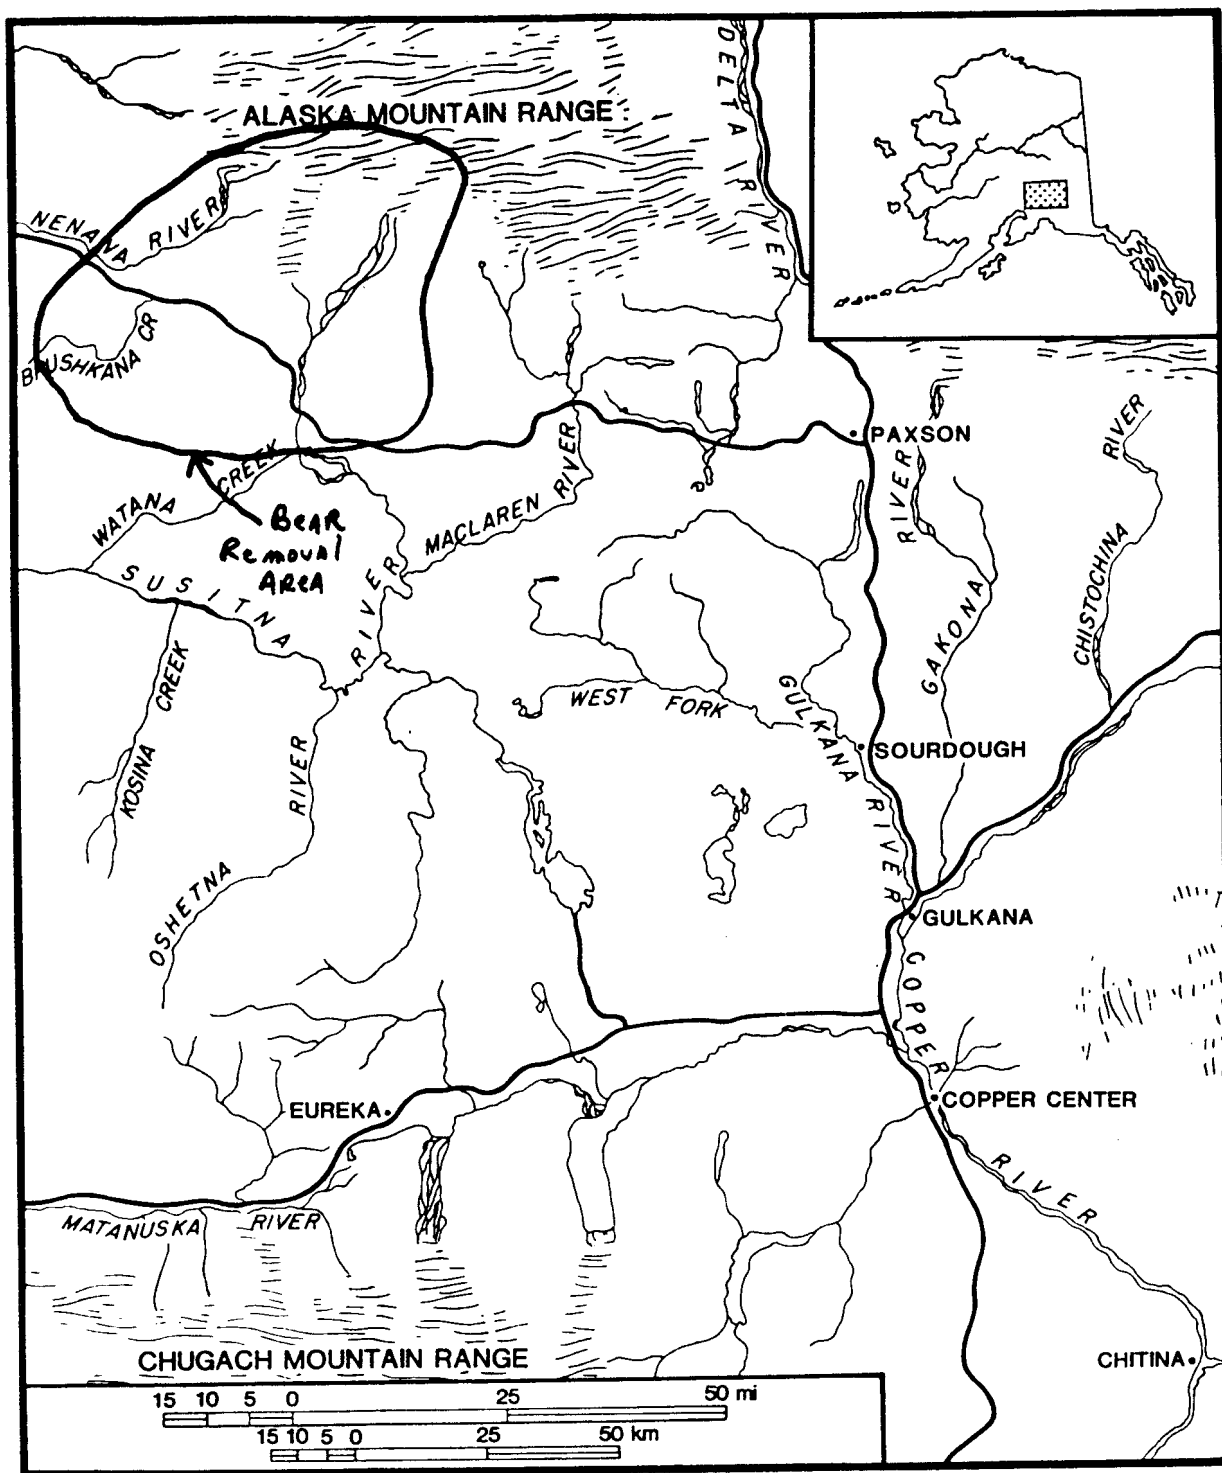 ALASKA MOUNTAIN RANGE
DELTA RIVER
NENANA RIVER
BRUSHKANA CR
PAXSON
RIVER
RIVER
WATANA CREEK
BEAR
Removal
AREA
MACLAREN RIVER
SUSITNA RIVER
GAKONA
CHISTOCHINA
KOSINA CREEK
WEST FORK
GULKANA RIVER
SOURDOUGH
OSHETNA RIVER
GULKANA
COPPER
EUREKA
COPPER CENTER
RIVER
MATANUSKA RIVER
CHUGACH MOUNTAIN RANGE
CHITINA
15 10 5 0 25 50 mi
15 10 5 0 25 50 km